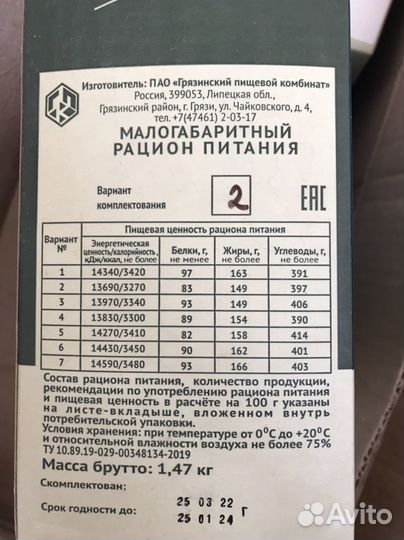 Изготовитель: ПАО «Грязинский пищевой комбинат»
Россия, 399053, Липецкая обл.,
Грязинский район, г. Грязи, ул. Чайковского, д. 4,
тел. +7(47461) 2-03-17
МАЛОГАБАРИТНЫЙ
РАЦИОН ПИТАНИЯ
Вариант
комплектования
2
ЕАС
Пищевая ценность рациона питания
Вариант № Энергетическая ценность/калорийность, кДж/ккал, не более Белки, г, не менее Жиры, г, не более Углеводы, г, не более
1 14340/3420 97 163 391
2 13690/3270 83 149 397
3 13970/3340 93 149 406
4 13830/3300 89 154 390
5 14270/3410 82 158 414
6 14430/3450 90 162 401
7 14590/3480 93 166 403
Состав рациона питания, количество продукции,
рекомендации по употреблению рациона питания
и пищевая ценность в расчёте на 100 г указаны
на листе-вкладыше, вложенном внутрь
потребительской упаковки.
Условия хранения: при температуре от 0°С до +20°С
и относительной влажности воздуха не более 75%
ТУ 10.89.19-029-00348134-2019
Масса брутто: 1,47 кг
Скомплектован: 25 03 22
Срок годности до: 25 01 24 г
Avito